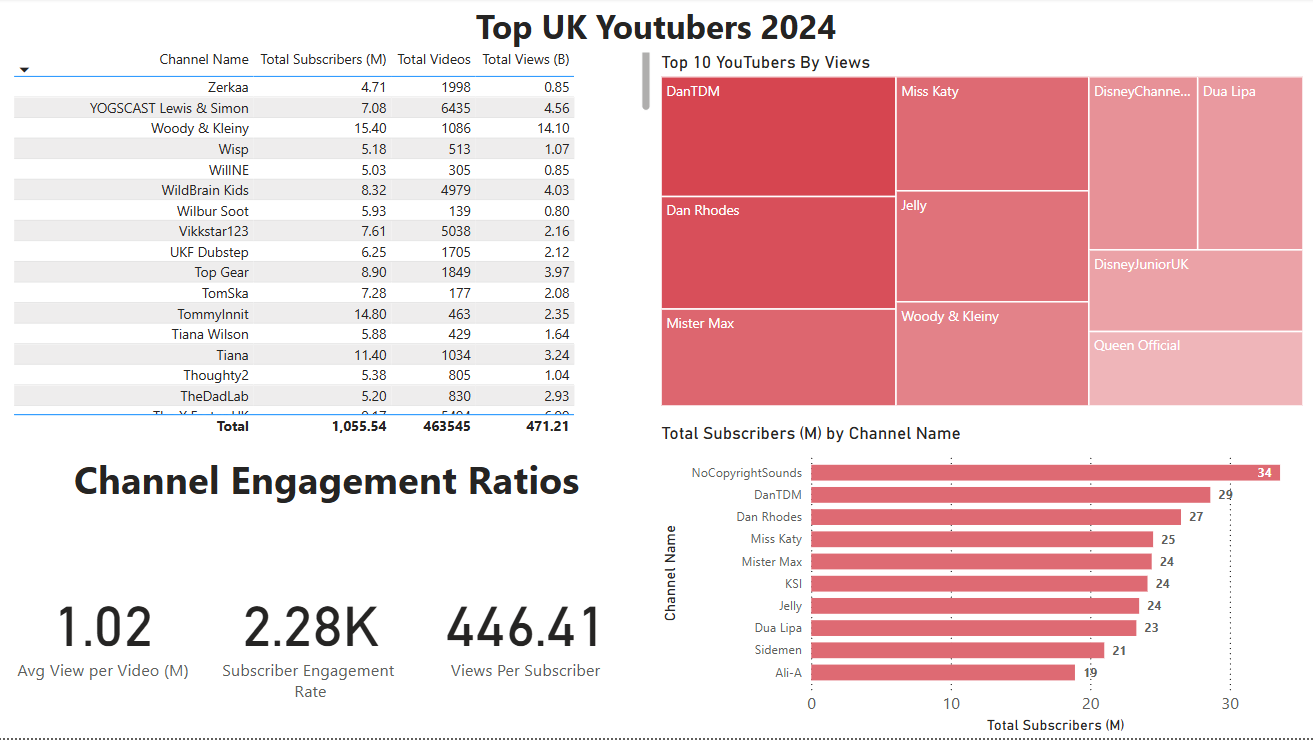 Top UK Youtubers 2024
Channel Name Total Subscribers (M) Total Videos Total Views (B)
Zerkaa 4.71 1998 0.85
YOGSCAST Lewis & Simon 7.08 6435 4.56
Woody & Kleiny 15.40 1086 14.10
Wisp 5.18 513 1.07
WillNE 5.03 305 0.85
WildBrain Kids 8.32 4979 4.03
Wilbur Soot 5.93 139 0.80
Vikkstar123 7.61 5038 2.16
UKF Dubstep 6.25 1705 2.12
Top Gear 8.90 1849 3.97
TomSka 7.28 177 2.08
TommyInnit 14.80 463 2.35
Tiana Wilson 5.88 429 1.64
Tiana 11.40 1034 3.24
Thoughty2 5.38 805 1.04
TheDadLab 5.20 830 2.93
Total 1,055.54 463545 471.21
Top 10 YouTubers By Views
DanTDM
Dan Rhodes
Mister Max
Miss Katy
Jelly
Woody & Kleiny
DisneyChanne...
Dua Lipa
DisneyJuniorUK
Queen Official
Channel Engagement Ratios
1.02
Avg View per Video (M)
2.28K
Subscriber Engagement
Rate
446.41
Views Per Subscriber
Total Subscribers (M) by Channel Name
Channel Name
NoCopyrightSounds 34
DanTDM 29
Dan Rhodes 27
Miss Katy 25
Mister Max 24
KSI 24
Jelly 24
Dua Lipa 23
Sidemen 21
Ali-A 19
0 10 20 30
Total Subscribers (M)